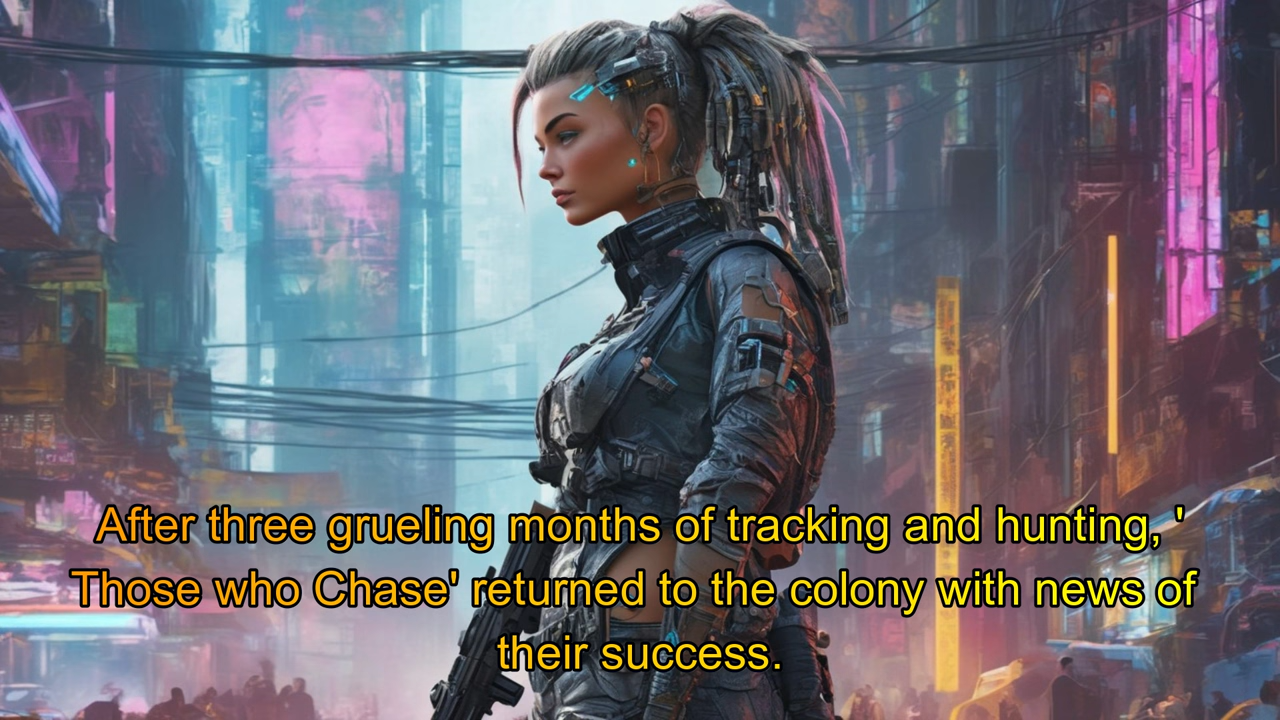 After three grueling months of tracking and hunting, '
Those who Chase' returned to the colony with news of
their success.